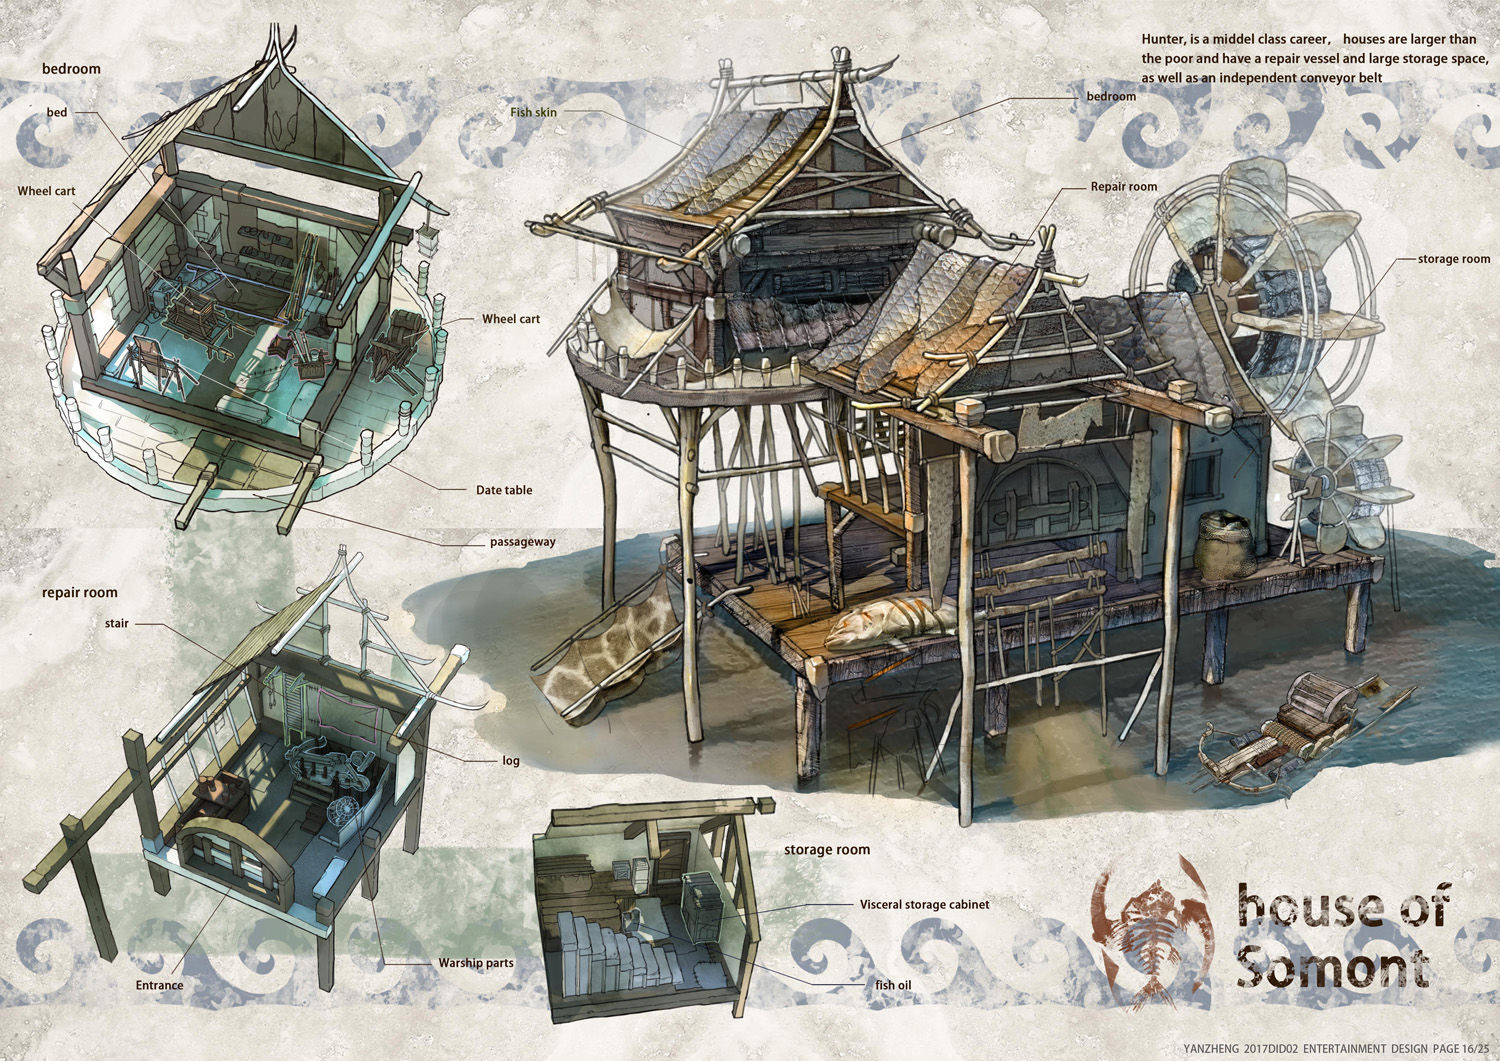 Hunter, is a middel class career,    houses are larger than
the poor and have a repair vessel and large storage space,
as well as an independent conveyor belt
bedroom
bed
Wheel cart
Wheel cart
Date table
passageway
Fish skin
bedroom
Repair room
storage room
repair room
stair
log
Warship parts
Entrance
storage room
Visceral storage cabinet
fish oil
house of
Somont
YANZHENG  2017DID02  ENTERTAINMENT  DESIGN  PAGE 16/25